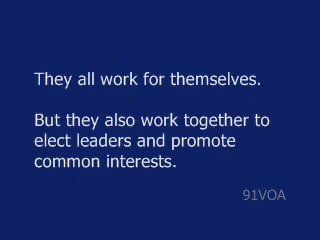 They all work for themselves.
But they also work together to
elect leaders and promote
common interests.
91VOA